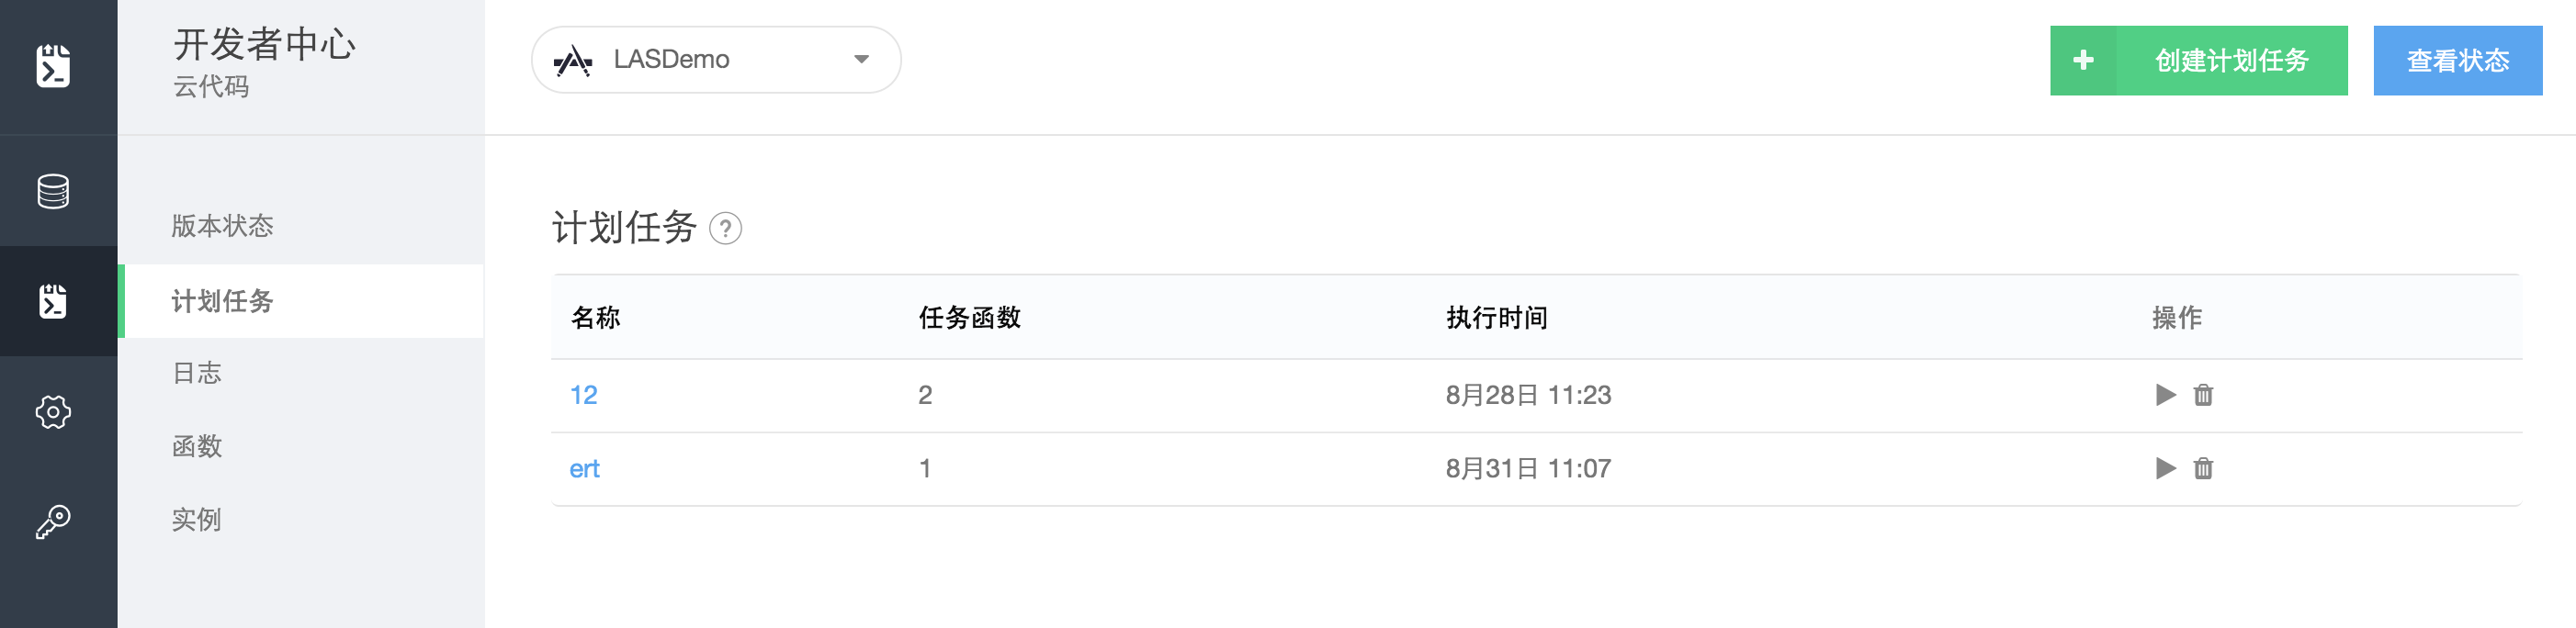 开发者中心
云代码
LASDemo
创建计划任务
查看状态
版本状态
计划任务
日志
函数
实例
计划任务 ?
名称 任务函数 执行时间 操作
12 2 8月28日 11:23
ert 1 8月31日 11:07